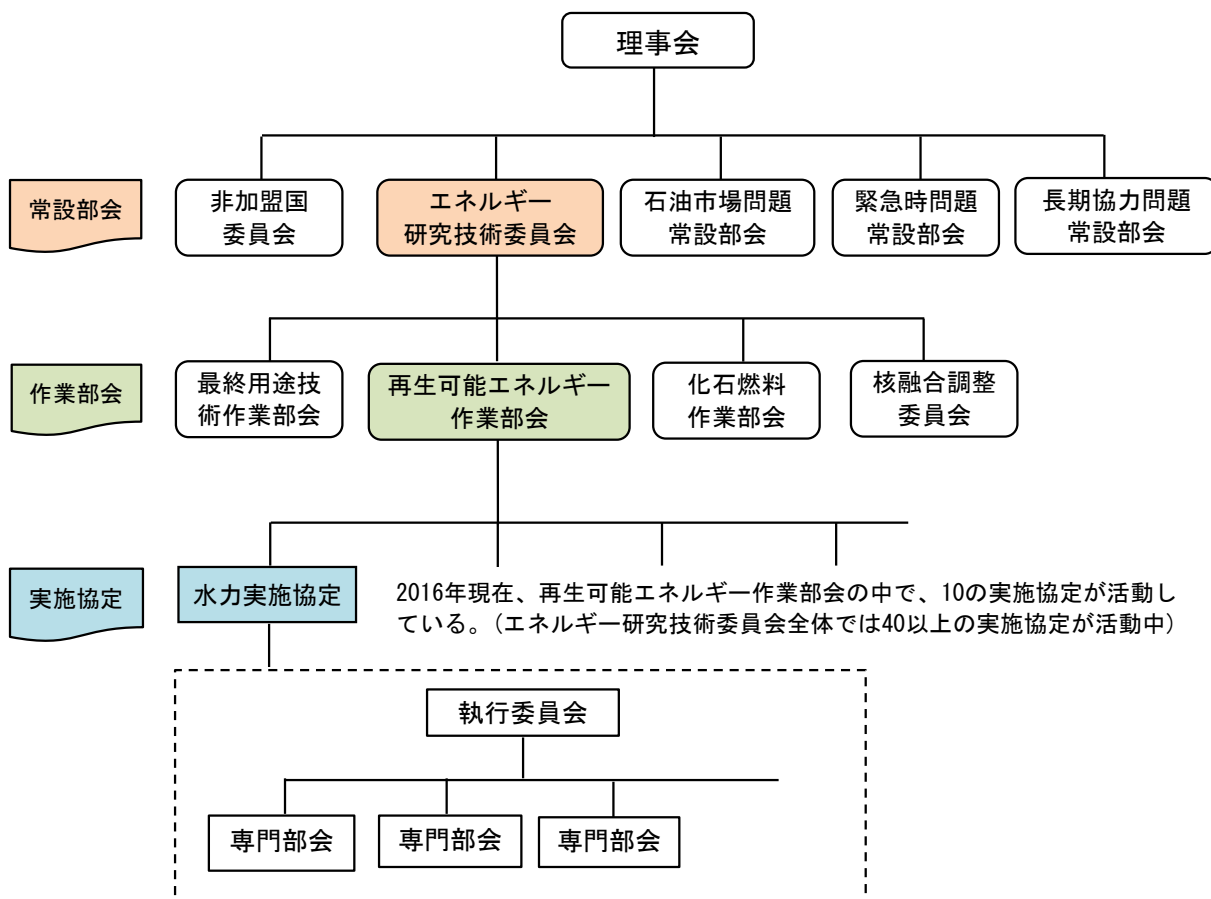 理事会
常設部会
非加盟国
委員会
エネルギー
研究技術委員会
石油市場問題
常設部会
緊急時問題
常設部会
長期協力問題
常設部会
作業部会
最終用途技
術作業部会
再生可能エネルギー
作業部会
化石燃料
作業部会
核融合調整
委員会
実施協定
水力実施協定
2016年現在、再生可能エネルギー作業部会の中で、10の実施協定が活動し
ている。(エネルギー研究技術委員会全体では40以上の実施協定が活動中)
執行委員会
専門部会
専門部会
専門部会